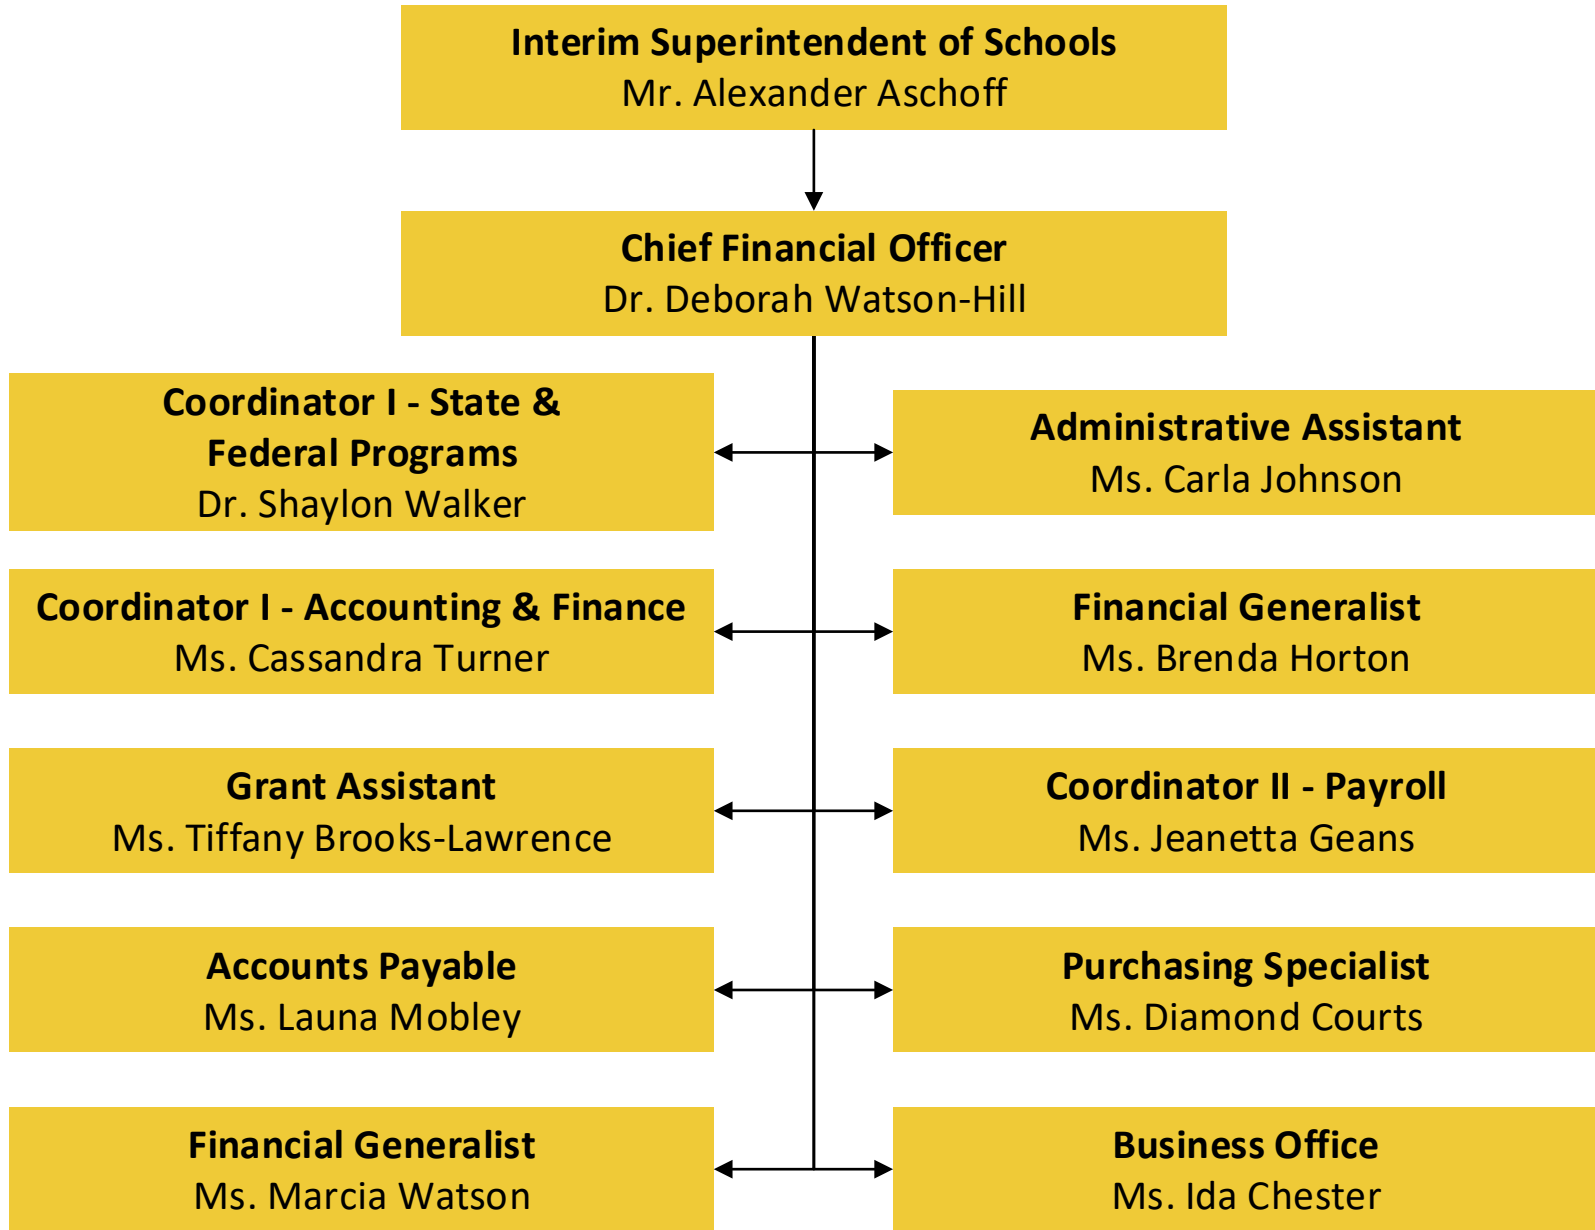 Interim Superintendent of Schools
Mr. Alexander Aschoff
Chief Financial Officer
Dr. Deborah Watson-Hill
Coordinator I - State &
Federal Programs
Dr. Shaylon Walker
Administrative Assistant
Ms. Carla Johnson
Coordinator I - Accounting & Finance
Ms. Cassandra Turner
Financial Generalist
Ms. Brenda Horton
Grant Assistant
Ms. Tiffany Brooks-Lawrence
Coordinator II - Payroll
Ms. Jeanetta Geans
Accounts Payable
Ms. Launa Mobley
Purchasing Specialist
Ms. Diamond Courts
Financial Generalist
Ms. Marcia Watson
Business Office
Ms. Ida Chester